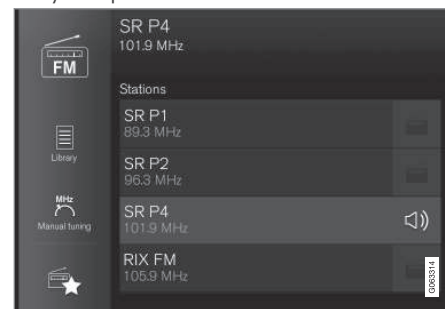 SR P4
101.9 MHz
FM
Stations
SR P1
89.3 MHz
Library
SR P2
96.3 MHz
MHz
Manual tuning
SR P4
101.9 MHz
RIX FM
105.9 MHz
G063314